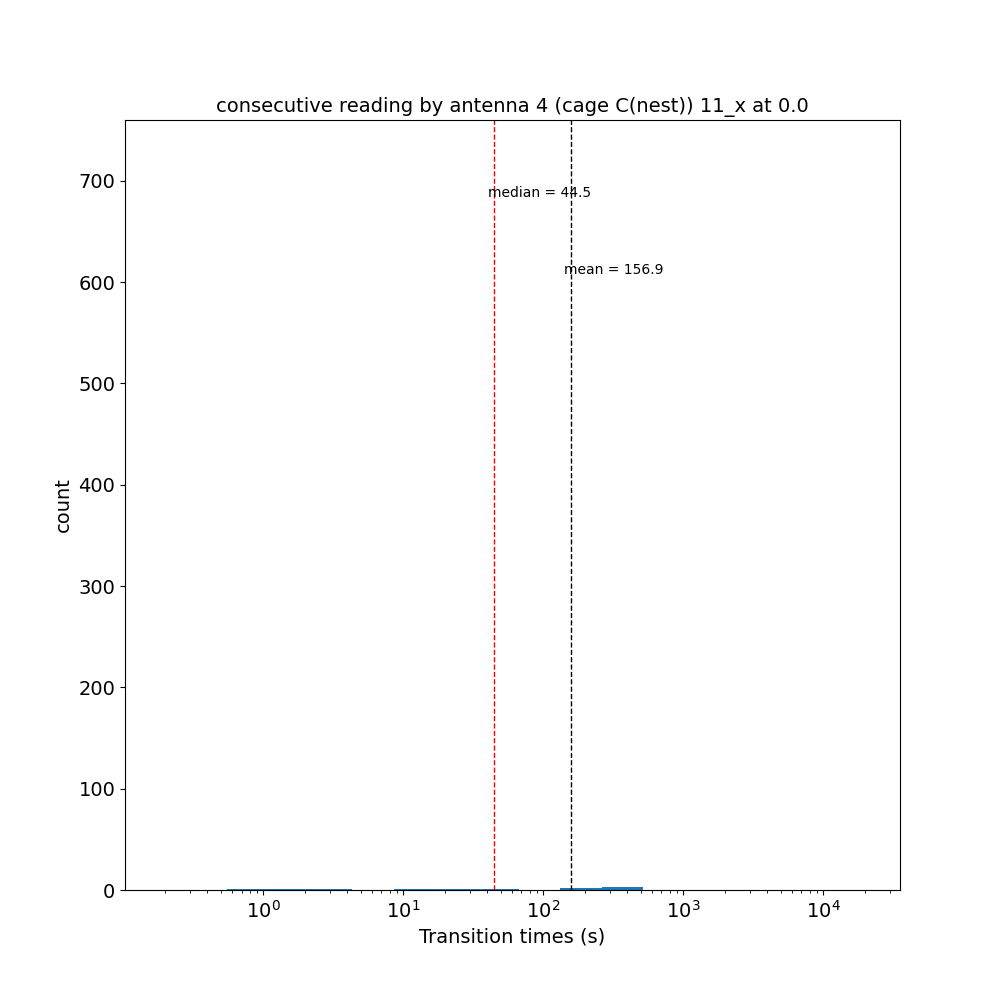 consecutive reading by antenna 4 (cage C(nest)) 11_x at 0.0
700
median = 44.5
mean = 156.9
600
500
400
count
300
200
100
0
10⁰ 10¹ 10² 10³ 10⁴
Transition times (s)